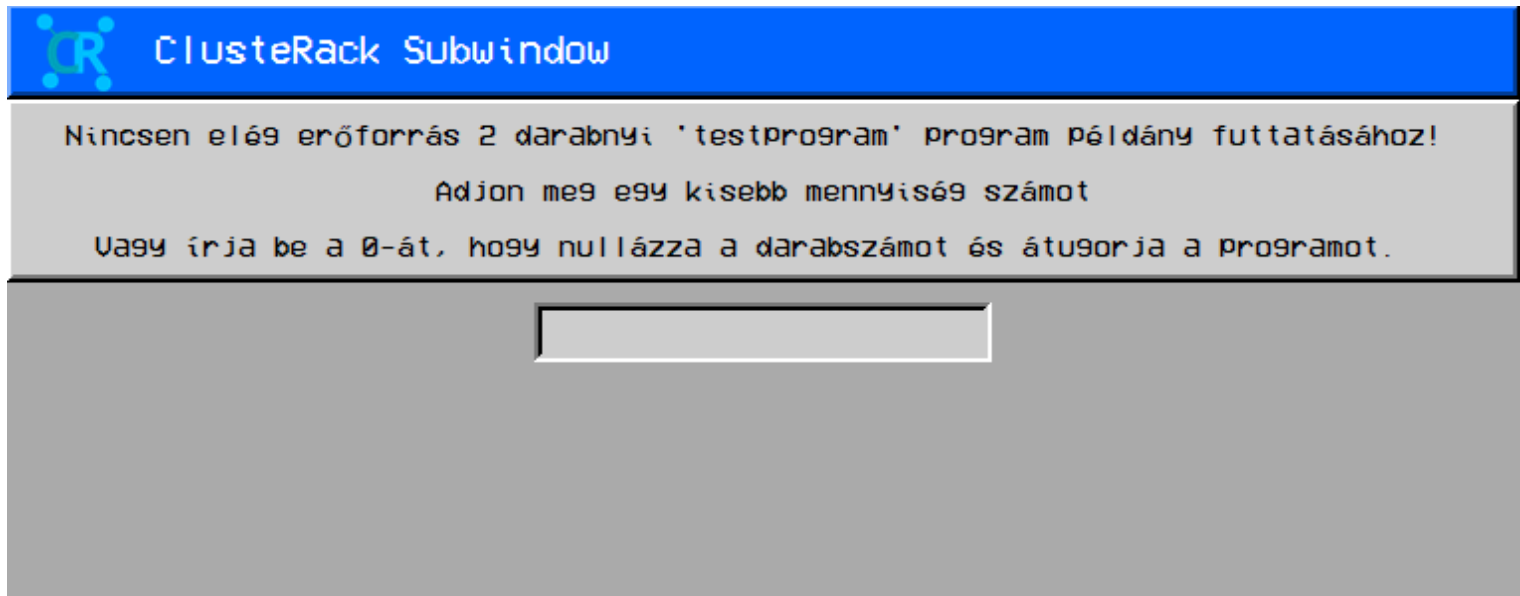 CR ClusteRack Subwindow
Nincsen elég erőforrás 2 darabnyi 'testprogram' program példány futtatásához!
Adjon meg egy kisebb mennyiség számot
Vagy írja be a 0-át, hogy nullázza a darabszámot és átugorja a programot.